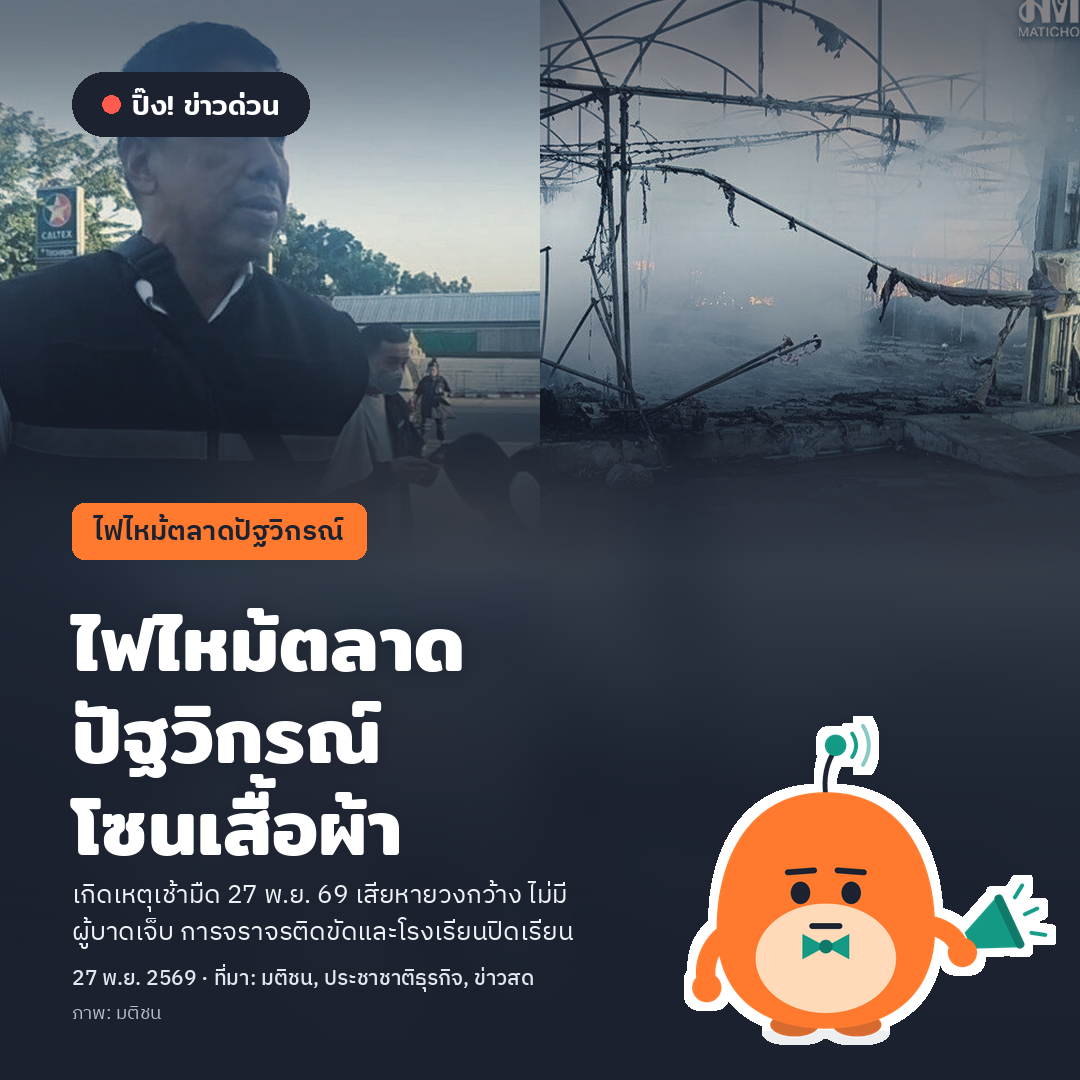 MATICHO
ปิ๊ง! ข่าวด่วน
CALTEX
ไฟไหม้ตลาดปัฐวิกรณ์
ไฟไหม้ตลาด
ปัฐวิกรณ์
โซนเสื้อผ้า
เกิดเหตุเช้ามืด 27 พ.ย. 69 เสียหายวงกว้าง ไม่มี
ผู้บาดเจ็บ การจราจรติดขัดและโรงเรียนปิดเรียน
27 พ.ย. 2569 · ที่มา: มติชน, ประชาชาติธุรกิจ, ข่าวสด
ภาพ: มติชน